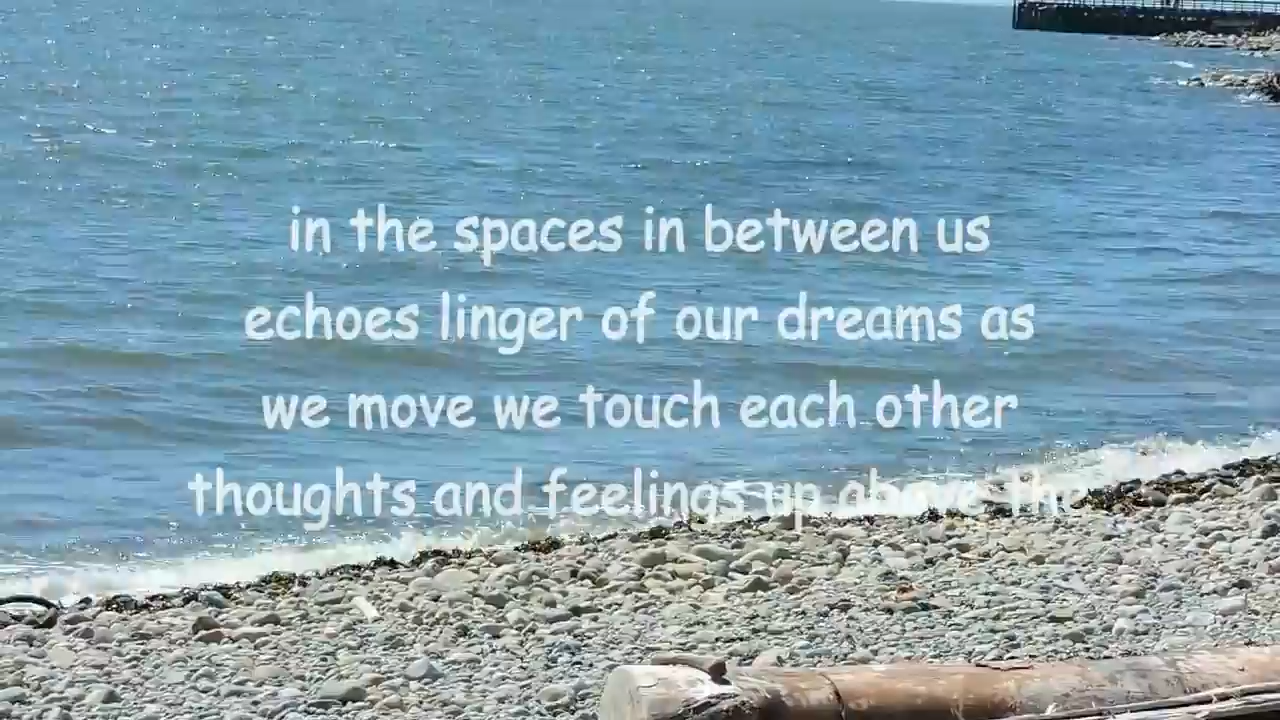 in the spaces in between us
echoes linger of our dreams as
we move we touch each other
thoughts and feelings up above the